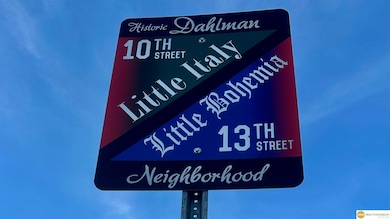 Historic Dahlman
10TH
STREET
Little Italy
Little Bohemia
13TH
STREET
Neighborhood